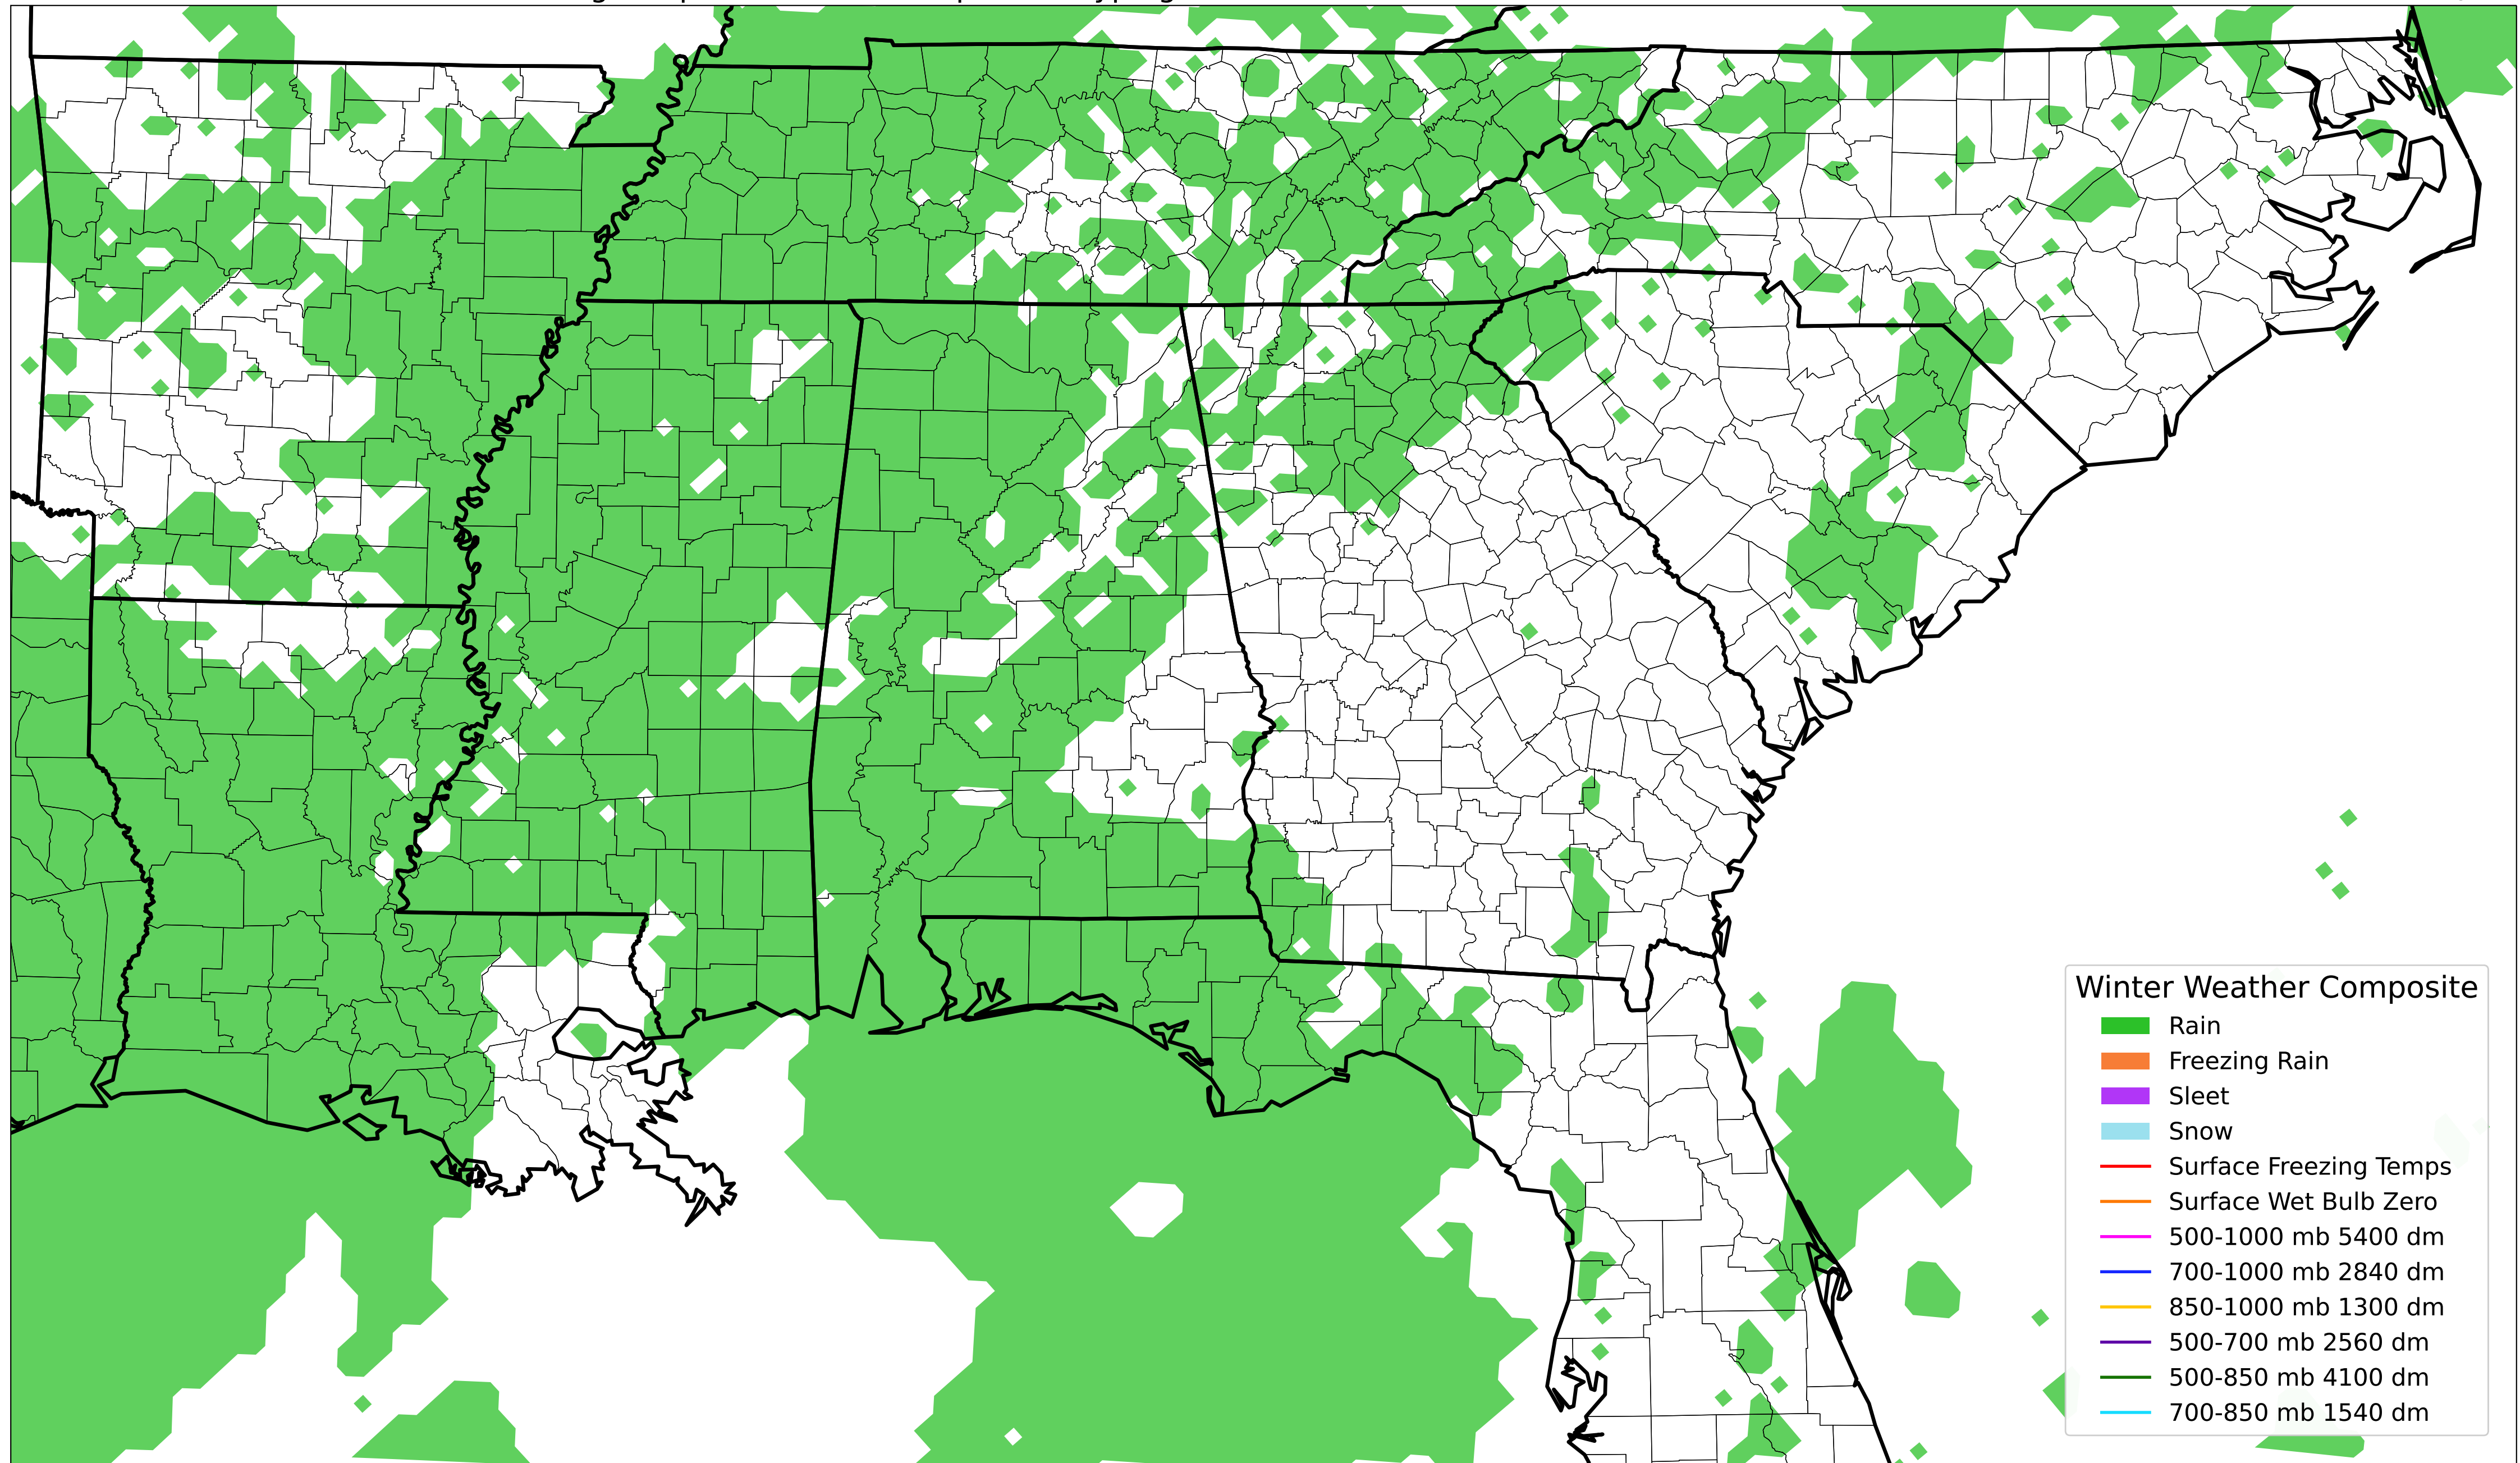 Winter Weather Composite
Rain
Freezing Rain
Sleet
Snow
Surface Freezing Temps
Surface Wet Bulb Zero
500-1000 mb 5400 dm
700-1000 mb 2840 dm
850-1000 mb 1300 dm
500-700 mb 2560 dm
500-850 mb 4100 dm
700-850 mb 1540 dm